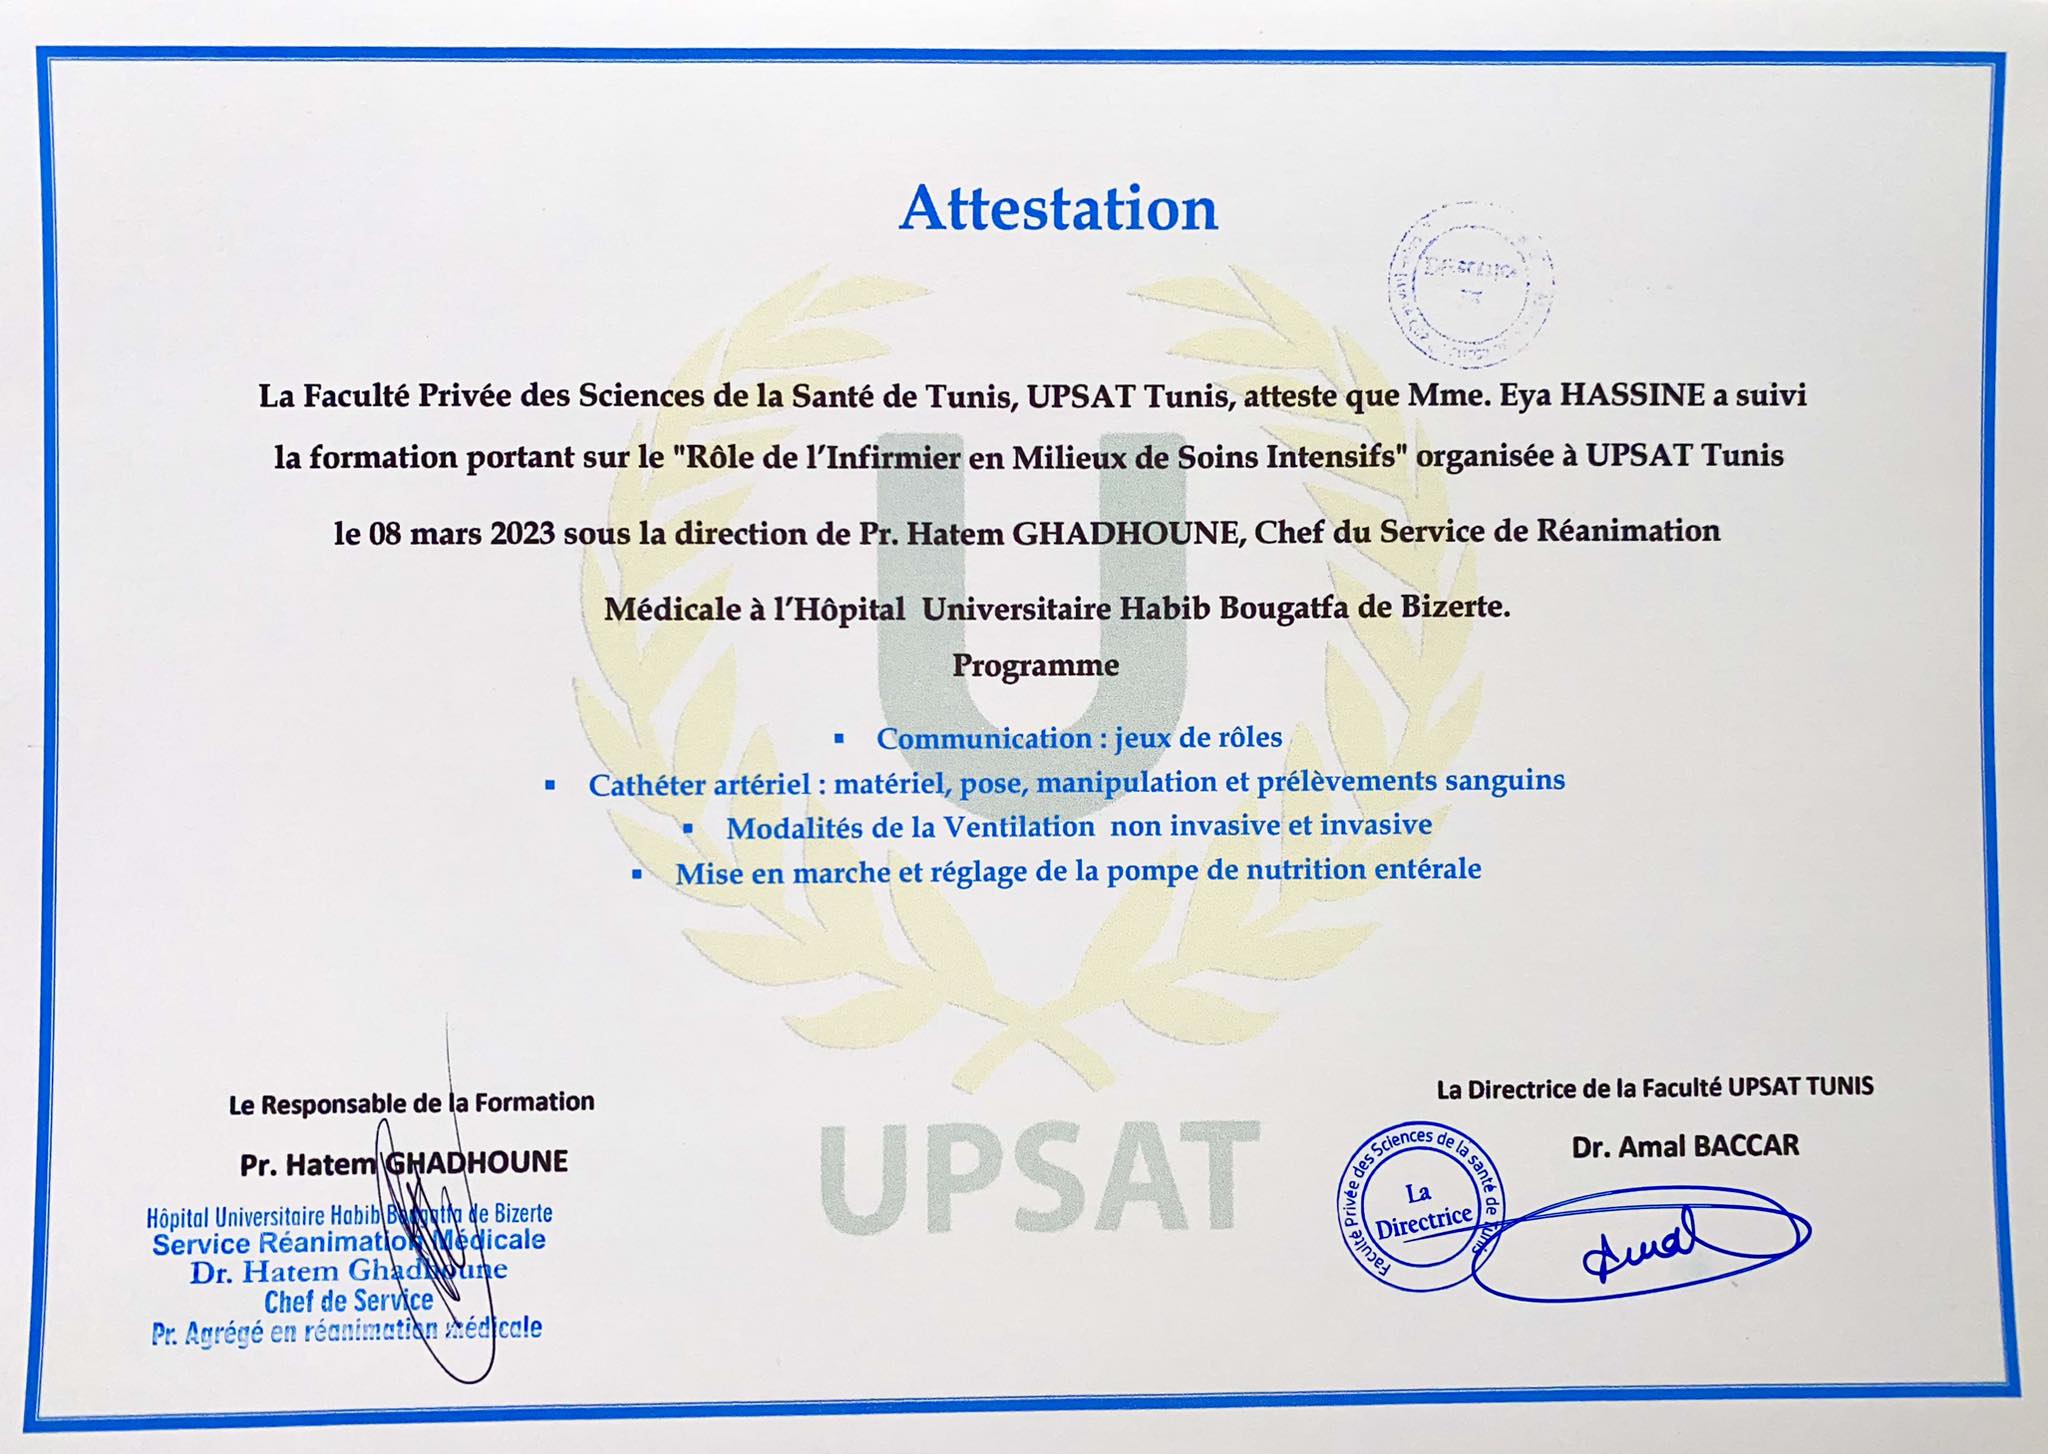 Attestation
La Faculté Privée des Sciences de la Santé de Tunis, UPSAT Tunis, atteste que Mme. Eya HASSINE a suivi
la formation portant sur le "Rôle de l'Infirmier en Milieux de Soins Intensifs" organisée à UPSAT Tunis
le 08 mars 2023 sous la direction de Pr. Hatem GHADHOUNE, Chef du Service de Réanimation
Médicale à l'Hôpital Universitaire Habib Bougatfa de Bizerte.
Programme
▪ Communication : jeux de rôles
▪ Cathéter artériel : matériel, pose, manipulation et prélèvements sanguins
▪ Modalités de la Ventilation non invasive et invasive
▪ Mise en marche et réglage de la pompe de nutrition entérale
U
UPSAT
Le Responsable de la Formation
Pr. Hatem GHADHOUNE
Hôpital Universitaire Habib Bougatfa de Bizerte
Service Réanimation Médicale
Dr. Hatem Ghadhoune
Chef de Service
Pr. Agrégé en réanimation médicale
La Directrice de la Faculté UPSAT TUNIS
Dr. Amal BACCAR
Faculté Privée des Sciences de la santé de Tunis
La
Directrice
Amal